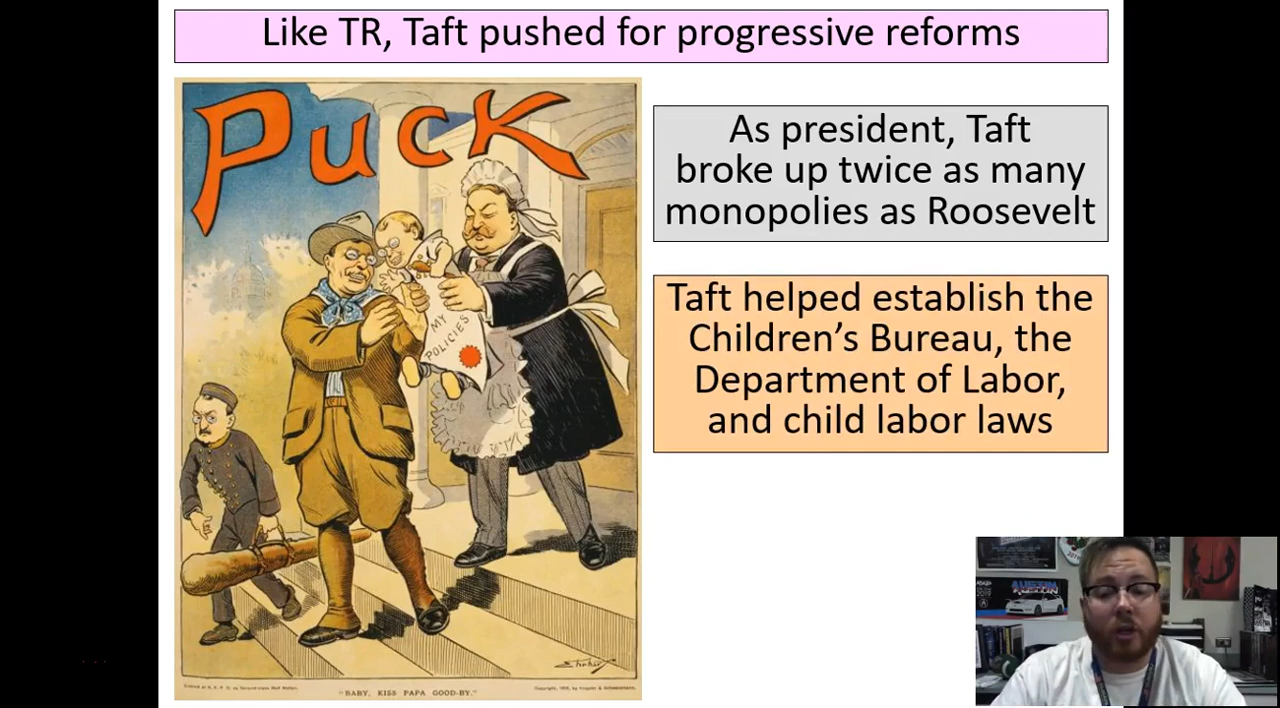 Like TR, Taft pushed for progressive reforms
Puck
As president, Taft
broke up twice as many
monopolies as Roosevelt
Taft helped establish the
Children's Bureau, the
Department of Labor,
and child labor laws
MY
POLICIES
"BABY, KISS PAPA GOOD-BY."
AUSTIN
2019